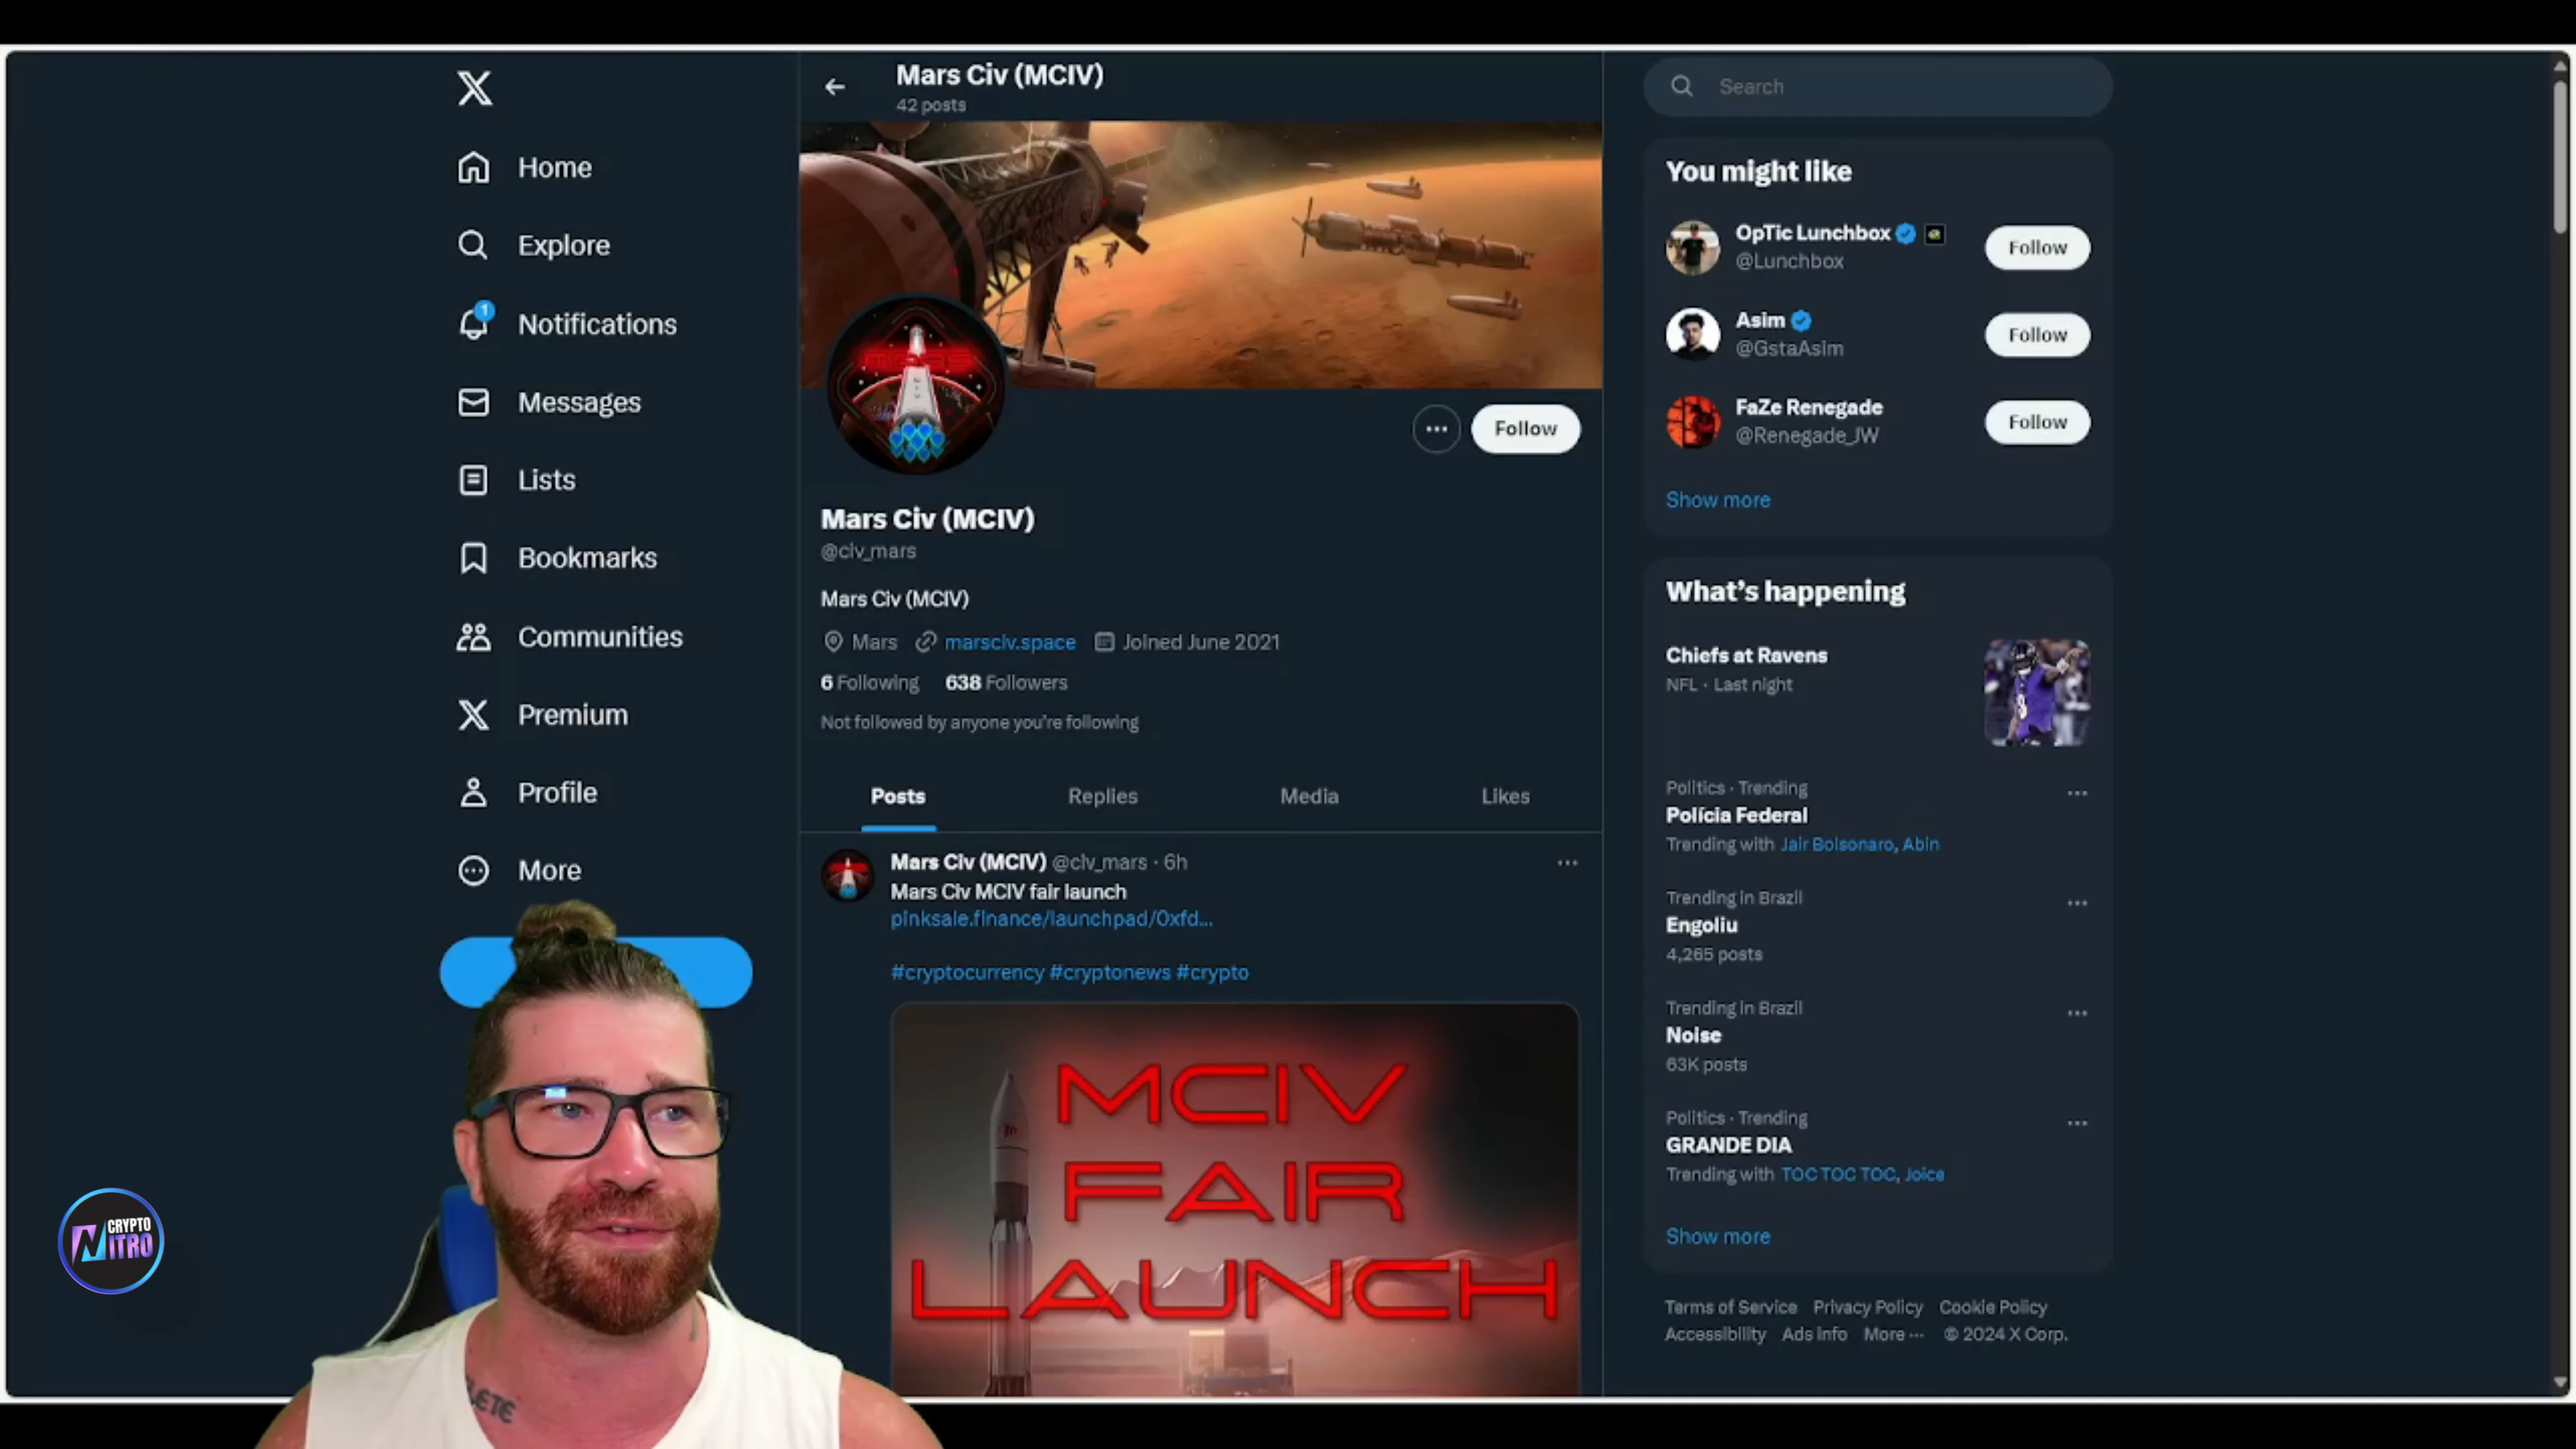 X
Home
Explore
1
Notifications
Messages
Lists
Bookmarks
Communities
Premium
Profile
More
Mars Civ (MCIV)
42 posts
MARS
Follow
Mars Civ (MCIV)
@civ_mars
Mars Civ (MCIV)
Mars marsciv.space Joined June 2021
6 Following 638 Followers
Not followed by anyone you're following
Posts Replies Media Likes
Mars Civ (MCIV) @civ_mars · 6h
Mars Civ MCIV fair launch
pinksale.finance/launchpad/0xfd...
#cryptocurrency #cryptonews #crypto
MCIV
FAIR
LAUNCH
Search
You might like
OpTic Lunchbox
@Lunchbox
Follow
Asim
@GstaAsim
Follow
FaZe Renegade
@Renegade_JW
Follow
Show more
What's happening
Chiefs at Ravens
NFL · Last night
Politics · Trending
Polícia Federal
Trending with Jair Bolsonaro, Abin
Trending in Brazil
Engoliu
4,265 posts
Trending in Brazil
Noise
63K posts
Politics · Trending
GRANDE DIA
Trending with TOC TOC TOC, Joice
Show more
Terms of Service Privacy Policy Cookie Policy
Accessibility Ads info More ··· © 2024 X Corp.
CRYPTO
NITRO